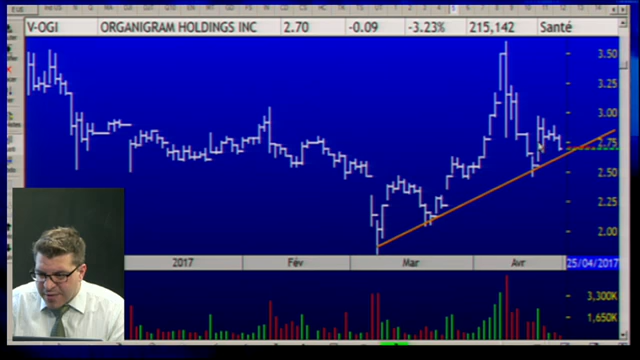 V-OGI ORGANIGRAM HOLDINGS INC 2.70 -0.09 -3.23% 215,142 Santé
3.50
3.25
3.00
2.75
2.50
2.25
2.00
2017 Fév Mar Avr 25/04/2017
3,300K
1,650K